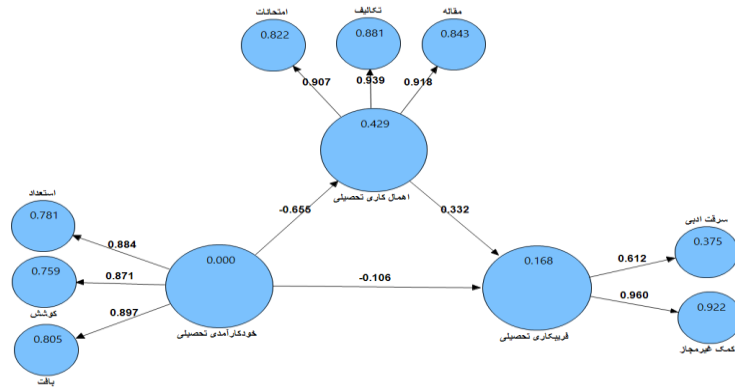 امتحانات
0.822
تکالیف
0.881
مقاله
0.843
0.907
0.939
0.918
0.429
اهمال کاری تحصیلی
استعداد
0.781
0.884
-0.655
0.332
سرقت ادبی
0.375
0.759
کوشش
0.871
0.000
خودکارآمدی تحصیلی
-0.106
0.168
فریبکاری تحصیلی
0.612
0.960
0.922
کمک غیرمجاز
0.897
0.805
بافت